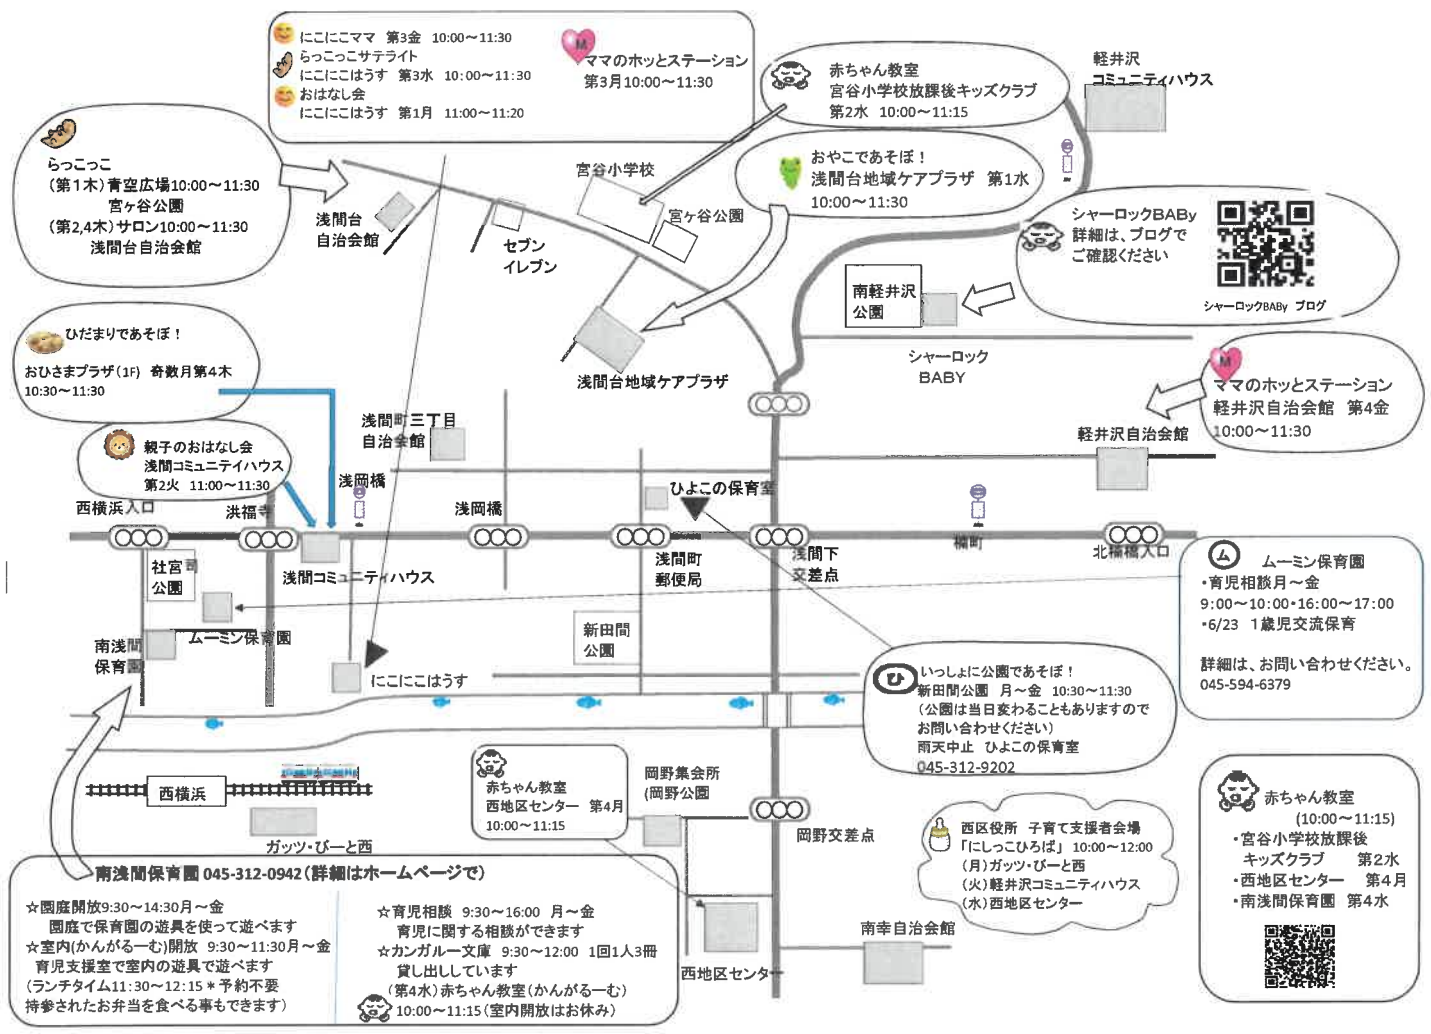 にこにこママ 第3金 10:00～11:30
らっこっこサテライト
にこにこはうす 第3水 10:00～11:30
おはなし会
にこにこはうす 第1月 11:00～11:20
M
ママのホッとステーション
第3月10:00～11:30
赤ちゃん教室
宮谷小学校放課後キッズクラブ
第2水 10:00～11:15
軽井沢
コミュニティハウス
らっこっこ
(第1木)青空広場10:00～11:30
宮ヶ谷公園
(第2,4木)サロン10:00～11:30
浅間台自治会館
おやこであそぼ！
浅間台地域ケアプラザ 第1水
10:00～11:30
宮谷小学校
宮ヶ谷公園
浅間台
自治会館
セブン
イレブン
シャーロックBABy
詳細は、ブログで
ご確認ください
シャーロックBABy ブログ
南軽井沢
公園
シャーロック
BABY
浅間台地域ケアプラザ
ひだまりであそぼ！
おひさまプラザ(1F) 奇数月第4木
10:30～11:30
M
ママのホッとステーション
軽井沢自治会館 第4金
10:00～11:30
浅間町三丁目
自治会館
軽井沢自治会館
親子のおはなし会
浅間コミュニテイハウス
第2火 11:00～11:30
西横浜入口
洪福寺
浅岡橋
浅岡橋
ひよこの保育室
浅間町
郵便局
浅間下
交差点
楠町
北楠橋入口
浅間コミュニティハウス
社宮司
公園
ムーミン保育園
南浅間
保育園
にこにこはうす
新田間
公園
ム
ムーミン保育園
・育児相談月～金
9:00～10:00・16:00～17:00
・6/23 1歳児交流保育
詳細は、お問い合わせください。
045-594-6379
ひ
いっしょに公園であそぼ！
新田間公園 月～金 10:30～11:30
(公園は当日変わることもありますので
お問い合わせください)
雨天中止 ひよこの保育室
045-312-9202
西横浜
ガッツ・びーと西
赤ちゃん教室
西地区センター 第4月
10:00～11:15
岡野集会所
(岡野公園
岡野交差点
西区役所 子育て支援者会場
「にしっこひろば」 10:00～12:00
(月)ガッツ・びーと西
(火)軽井沢コミュニティハウス
(水)西地区センター
赤ちゃん教室
(10:00～11:15)
・宮谷小学校放課後
キッズクラブ 第2水
・西地区センター 第4月
・南浅間保育園 第4水
南幸自治会館
西地区センター
南浅間保育園 045-312-0942(詳細はホームページで)
☆園庭開放9:30～14:30月～金
園庭で保育園の遊具を使って遊べます
☆室内(かんがるーむ)開放 9:30～11:30月～金
育児支援室で室内の遊具で遊べます
(ランチタイム11:30～12:15＊予約不要
持参されたお弁当を食べる事もできます)
☆育児相談 9:30～16:00 月～金
育児に関する相談ができます
☆カンガルー文庫 9:30～12:00 1回1人3冊
貸し出ししています
(第4水)赤ちゃん教室(かんがるーむ)
10:00～11:15(室内開放はお休み)